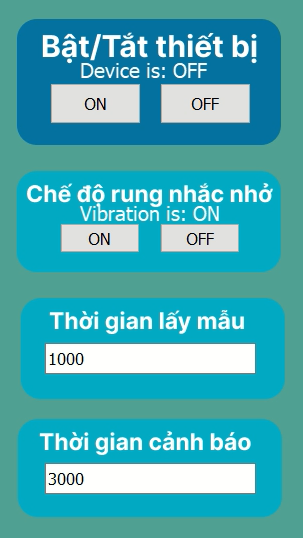 Bật/Tắt thiết bị
Device is: OFF
ON OFF
Chế độ rung nhắc nhở
Vibration is: ON
ON OFF
Thời gian lấy mẫu
1000
Thời gian cảnh báo
3000